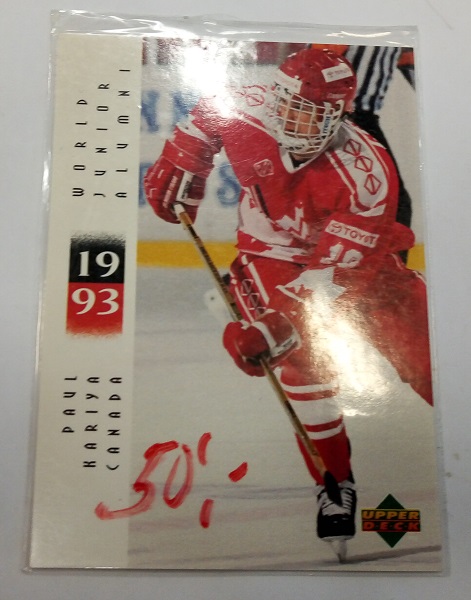 WORLD
JUNIOR
ALUMNI
19
93
PAUL
KARIYA
CANADA
50',-
TOYOTA
UPPER
DECK